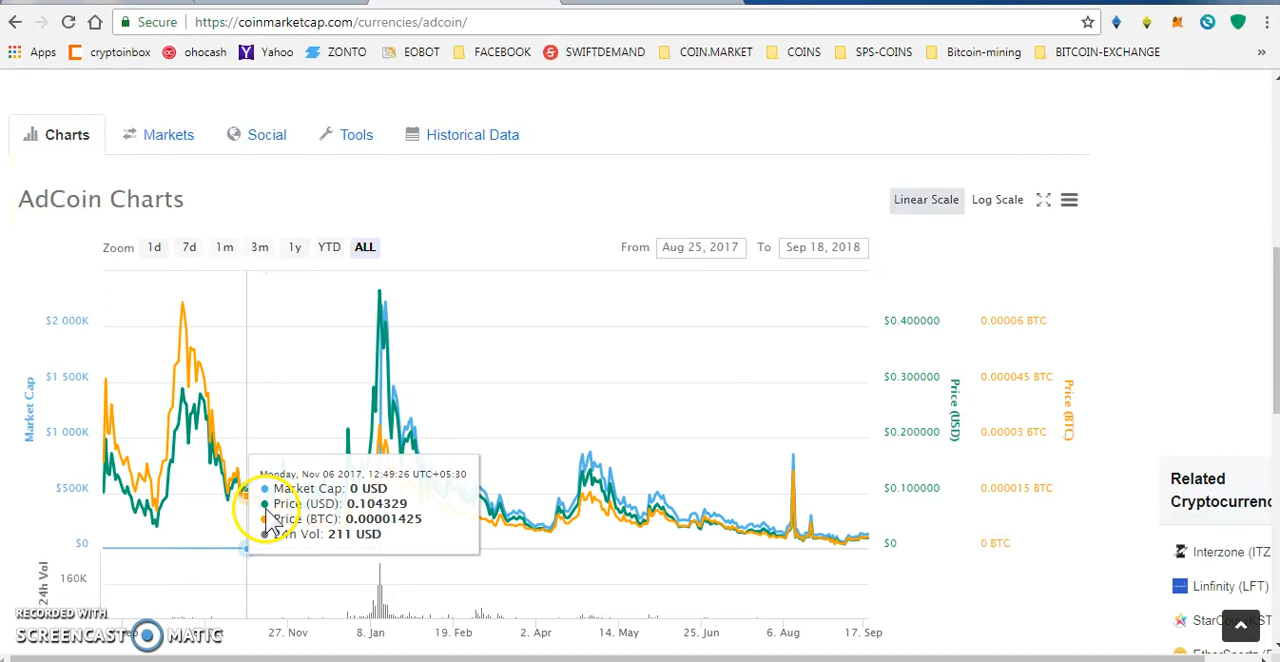 Secure https://coinmarketcap.com/currencies/adcoin/
Apps cryptoinbox ohocash Yahoo ZONTO EOBOT FACEBOOK SWIFTDEMAND COIN.MARKET COINS SPS-COINS Bitcoin-mining BITCOIN-EXCHANGE »
Charts Markets Social Tools Historical Data
AdCoin Charts
Linear Scale Log Scale
Zoom 1d 7d 1m 3m 1y YTD ALL
From Aug 25, 2017 To Sep 18, 2018
$2 000K $0.400000 0.00006 BTC
$1 500K $0.300000 0.000045 BTC
Market Cap Price (USD) Price (BTC)
$1 000K $0.200000 0.00003 BTC
$500K $0.100000 0.000015 BTC
$0 $0 0 BTC
Monday, Nov 06 2017, 12:49:26 UTC+05:30
Market Cap: 0 USD
Price (USD): 0.104329
Price (BTC): 0.00001425
24h Vol: 211 USD
24h Vol
160K
27. Nov 8. Jan 19. Feb 2. Apr 14. May 25. Jun 6. Aug 17. Sep
Related
Cryptocurrenc
Interzone (ITZ
Linfinity (LFT)
RECORDED WITH
SCREENCAST MATIC